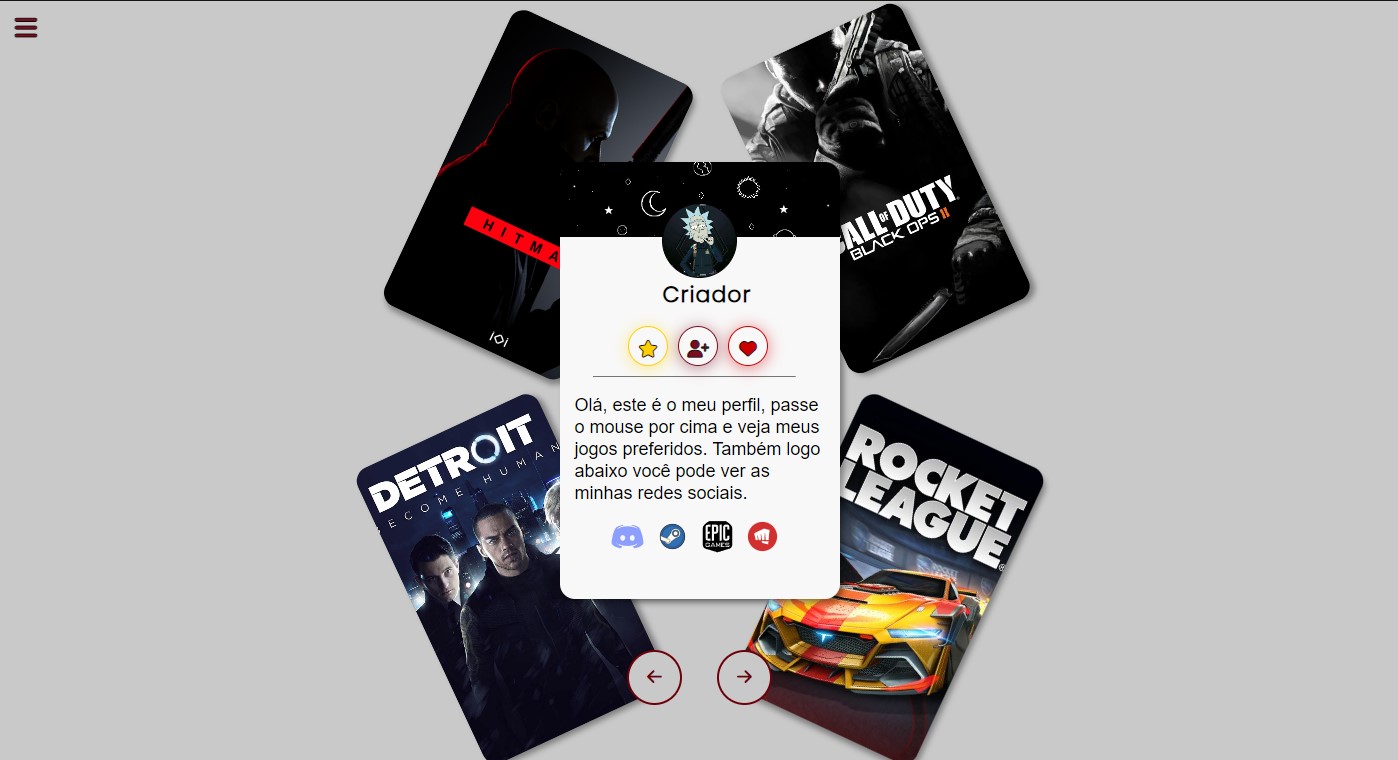 HITMA
CALL OF DUTY
BLACK OPS II
Criador
Olá, este é o meu perfil, passe
o mouse por cima e veja meus
jogos preferidos. Também logo
abaixo você pode ver as
minhas redes sociais.
EPIC
GAMES
DETROIT
ECOME HUMAN
ROCKET
LEAGUE